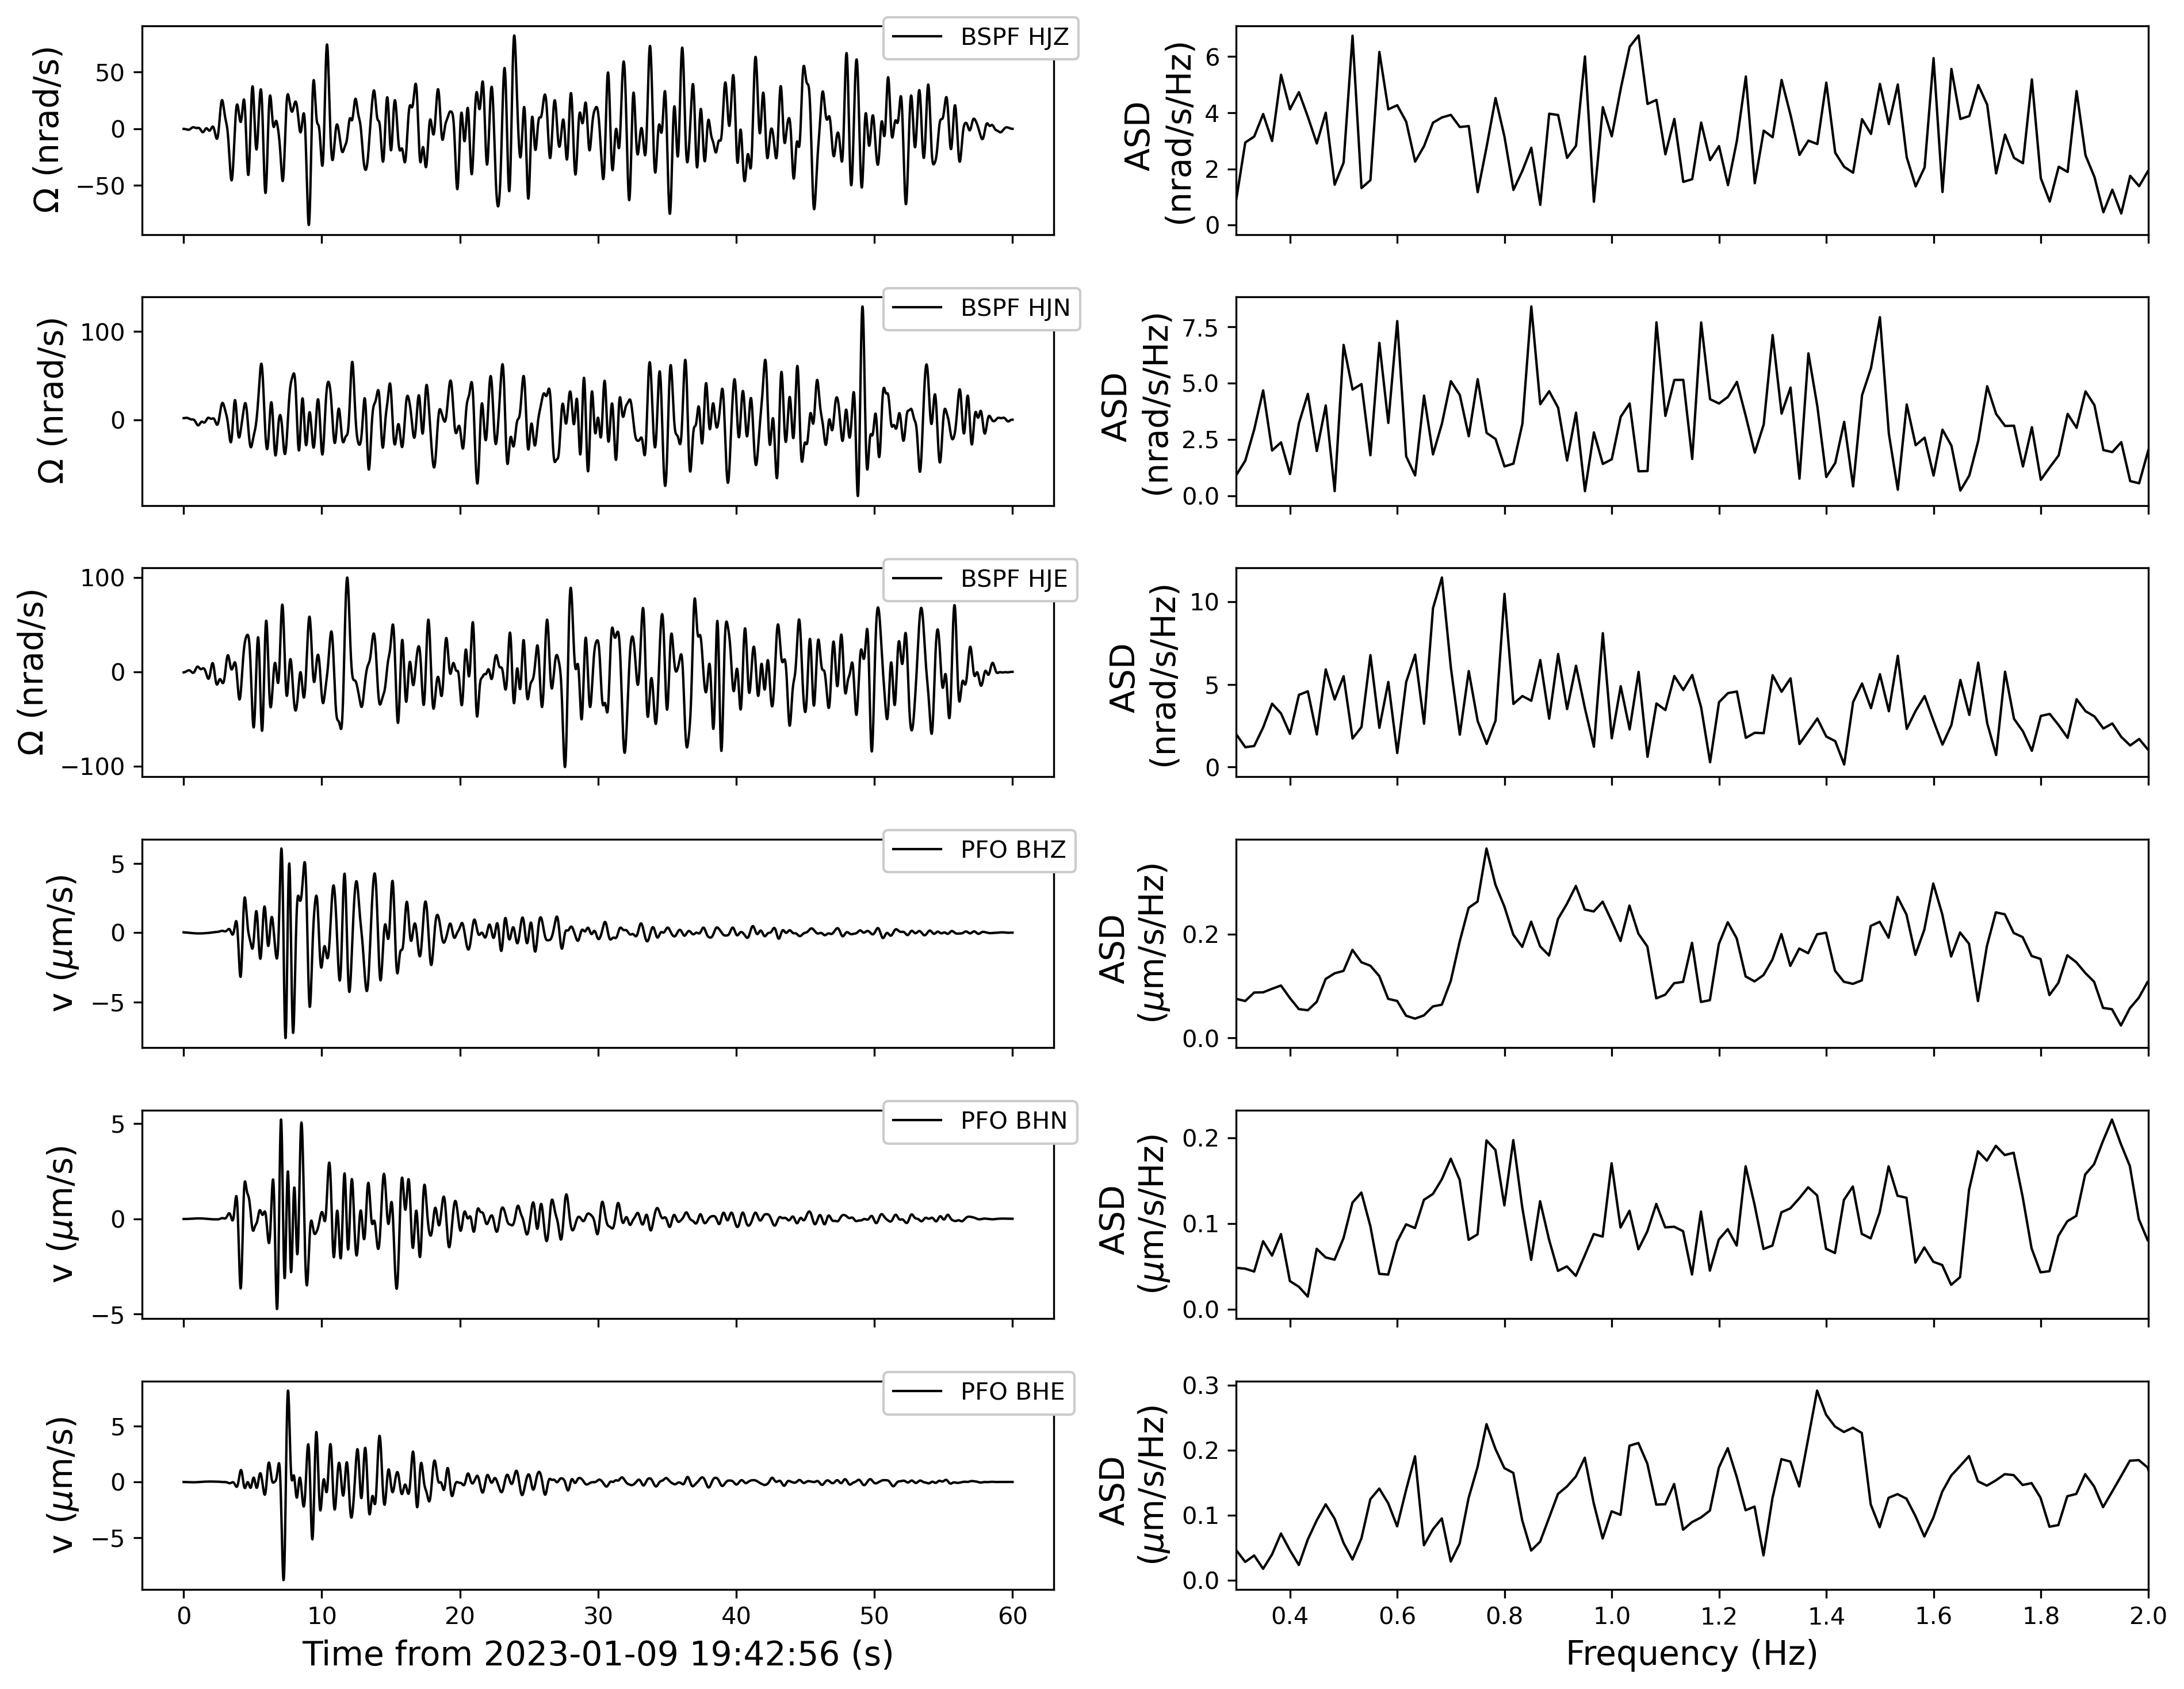 Ω (nrad/s)
50
0
−50
BSPF HJZ
ASD
(nrad/s/Hz)
6
4
2
0
Ω (nrad/s)
100
0
BSPF HJN
ASD
(nrad/s/Hz)
7.5
5.0
2.5
0.0
Ω (nrad/s)
100
0
−100
BSPF HJE
ASD
(nrad/s/Hz)
10
5
0
v (μm/s)
5
0
−5
PFO BHZ
ASD
(μm/s/Hz)
0.2
0.0
v (μm/s)
5
0
−5
PFO BHN
ASD
(μm/s/Hz)
0.2
0.1
0.0
v (μm/s)
5
0
−5
PFO BHE
0 10 20 30 40 50 60
Time from 2023-01-09 19:42:56 (s)
ASD
(μm/s/Hz)
0.3
0.2
0.1
0.0
0.4 0.6 0.8 1.0 1.2 1.4 1.6 1.8 2.0
Frequency (Hz)